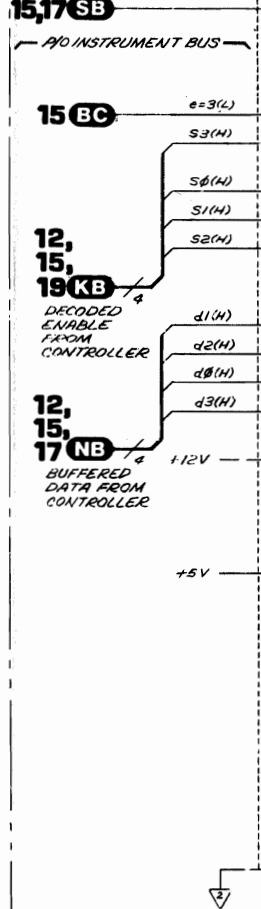 15,17 SB
P/O INSTRUMENT BUS
15 BC
e=3(L)
S3(H)
SØ(H)
S1(H)
S2(H)
12,
15,
19 KB
4
DECODED
ENABLE
FROM
CONTROLLER
d1(H)
d2(H)
dØ(H)
d3(H)
12,
15,
17 NB
4
BUFFERED
DATA FROM
CONTROLLER
+12V
+5V
2